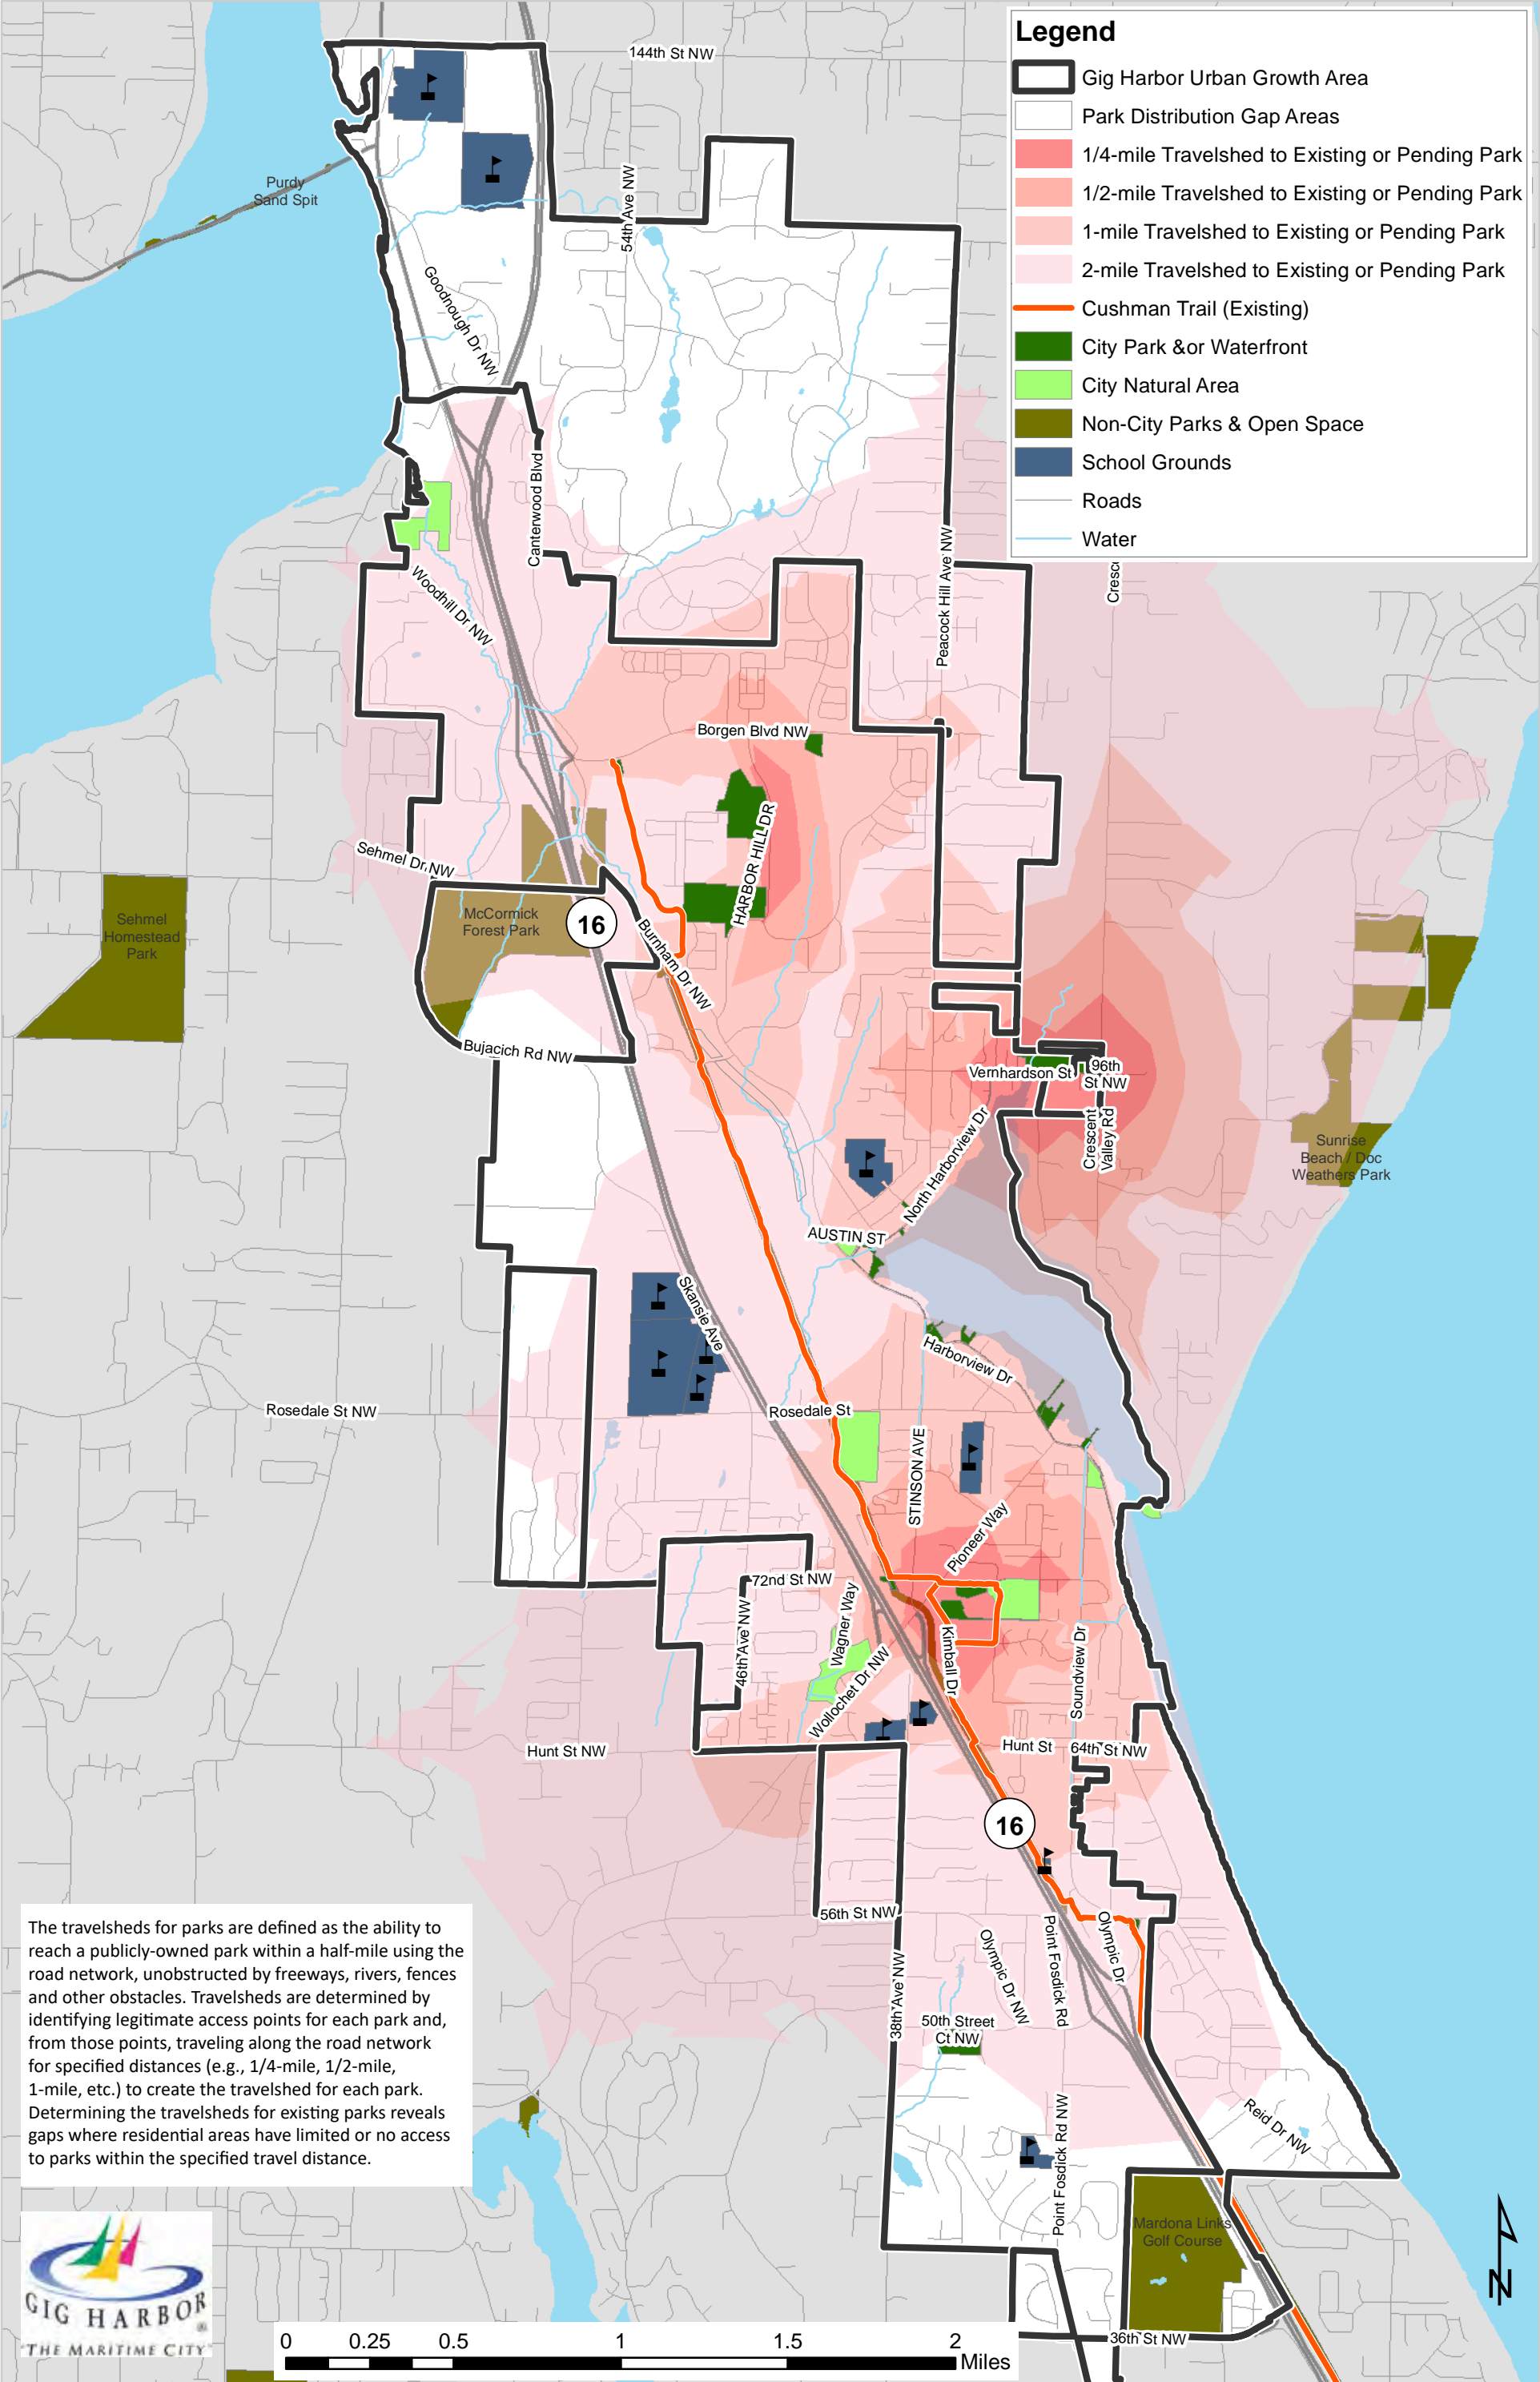 Legend
Gig Harbor Urban Growth Area
Park Distribution Gap Areas
1/4-mile Travelshed to Existing or Pending Park
1/2-mile Travelshed to Existing or Pending Park
1-mile Travelshed to Existing or Pending Park
2-mile Travelshed to Existing or Pending Park
Cushman Trail (Existing)
City Park &or Waterfront
City Natural Area
Non-City Parks & Open Space
School Grounds
Roads
Water
144th St NW
Purdy
Sand Spit
54th Ave NW
Goodnough Dr NW
Canterwood Blvd
Peacock Hill Ave NW
Cresc
Woodhill Dr NW
Borgen Blvd NW
HARBOR HILL DR
Sehmel Dr NW
McCormick
Forest Park
16
Sehmel
Homestead
Park
Burnham Dr NW
Bujacich Rd NW
Vernhardson St
96th
St NW
Crescent
Valley Rd
North Harborview Dr
Sunrise
Beach / Doc
Weathers Park
AUSTIN ST
Skansie Ave
Harborview Dr
Rosedale St NW
Rosedale St
STINSON AVE
Pioneer Way
72nd St NW
46th Ave NW
Wagner Way
Wollochet Dr NW
Kimball Dr
Soundview Dr
Hunt St NW
Hunt St
64th St NW
16
56th St NW
38th Ave NW
Olympic Dr NW
Point Fosdick Rd
Olympic Dr
50th Street
Ct NW
Point Fosdick Rd NW
Reid Dr NW
Mardona Links
Golf Course
36th St NW
The travelsheds for parks are defined as the ability to
reach a publicly-owned park within a half-mile using the
road network, unobstructed by freeways, rivers, fences
and other obstacles. Travelsheds are determined by
identifying legitimate access points for each park and,
from those points, traveling along the road network
for specified distances (e.g., 1/4-mile, 1/2-mile,
1-mile, etc.) to create the travelshed for each park.
Determining the travelsheds for existing parks reveals
gaps where residential areas have limited or no access
to parks within the specified travel distance.
GIG HARBOR®
"THE MARITIME CITY"
0 0.25 0.5 1 1.5 2
Miles
N